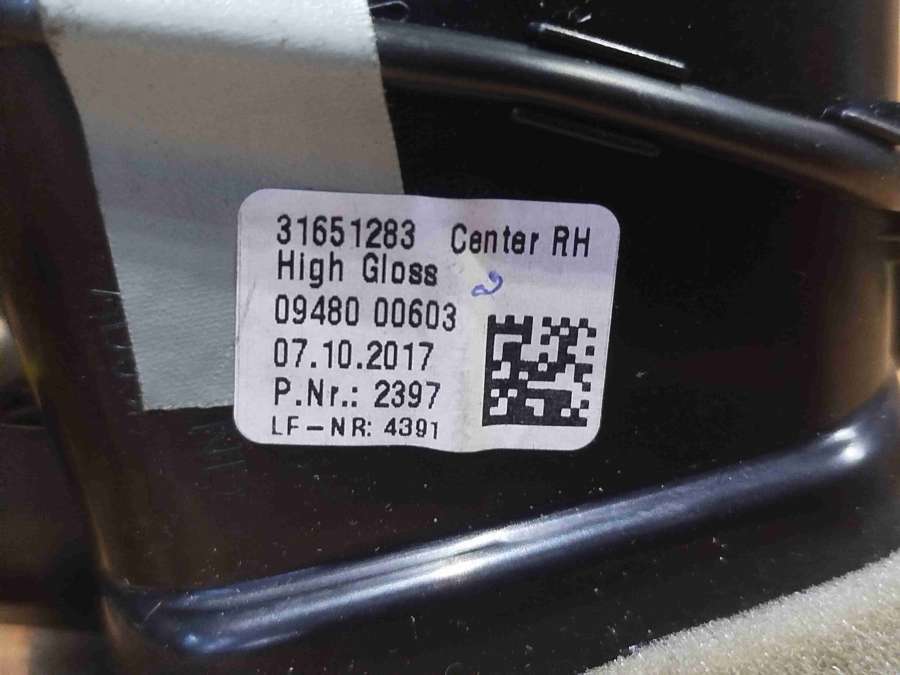 31651283 Center RH
High Gloss
09480 00603
07.10.2017
P.Nr.: 2397
LF-NR: 4391